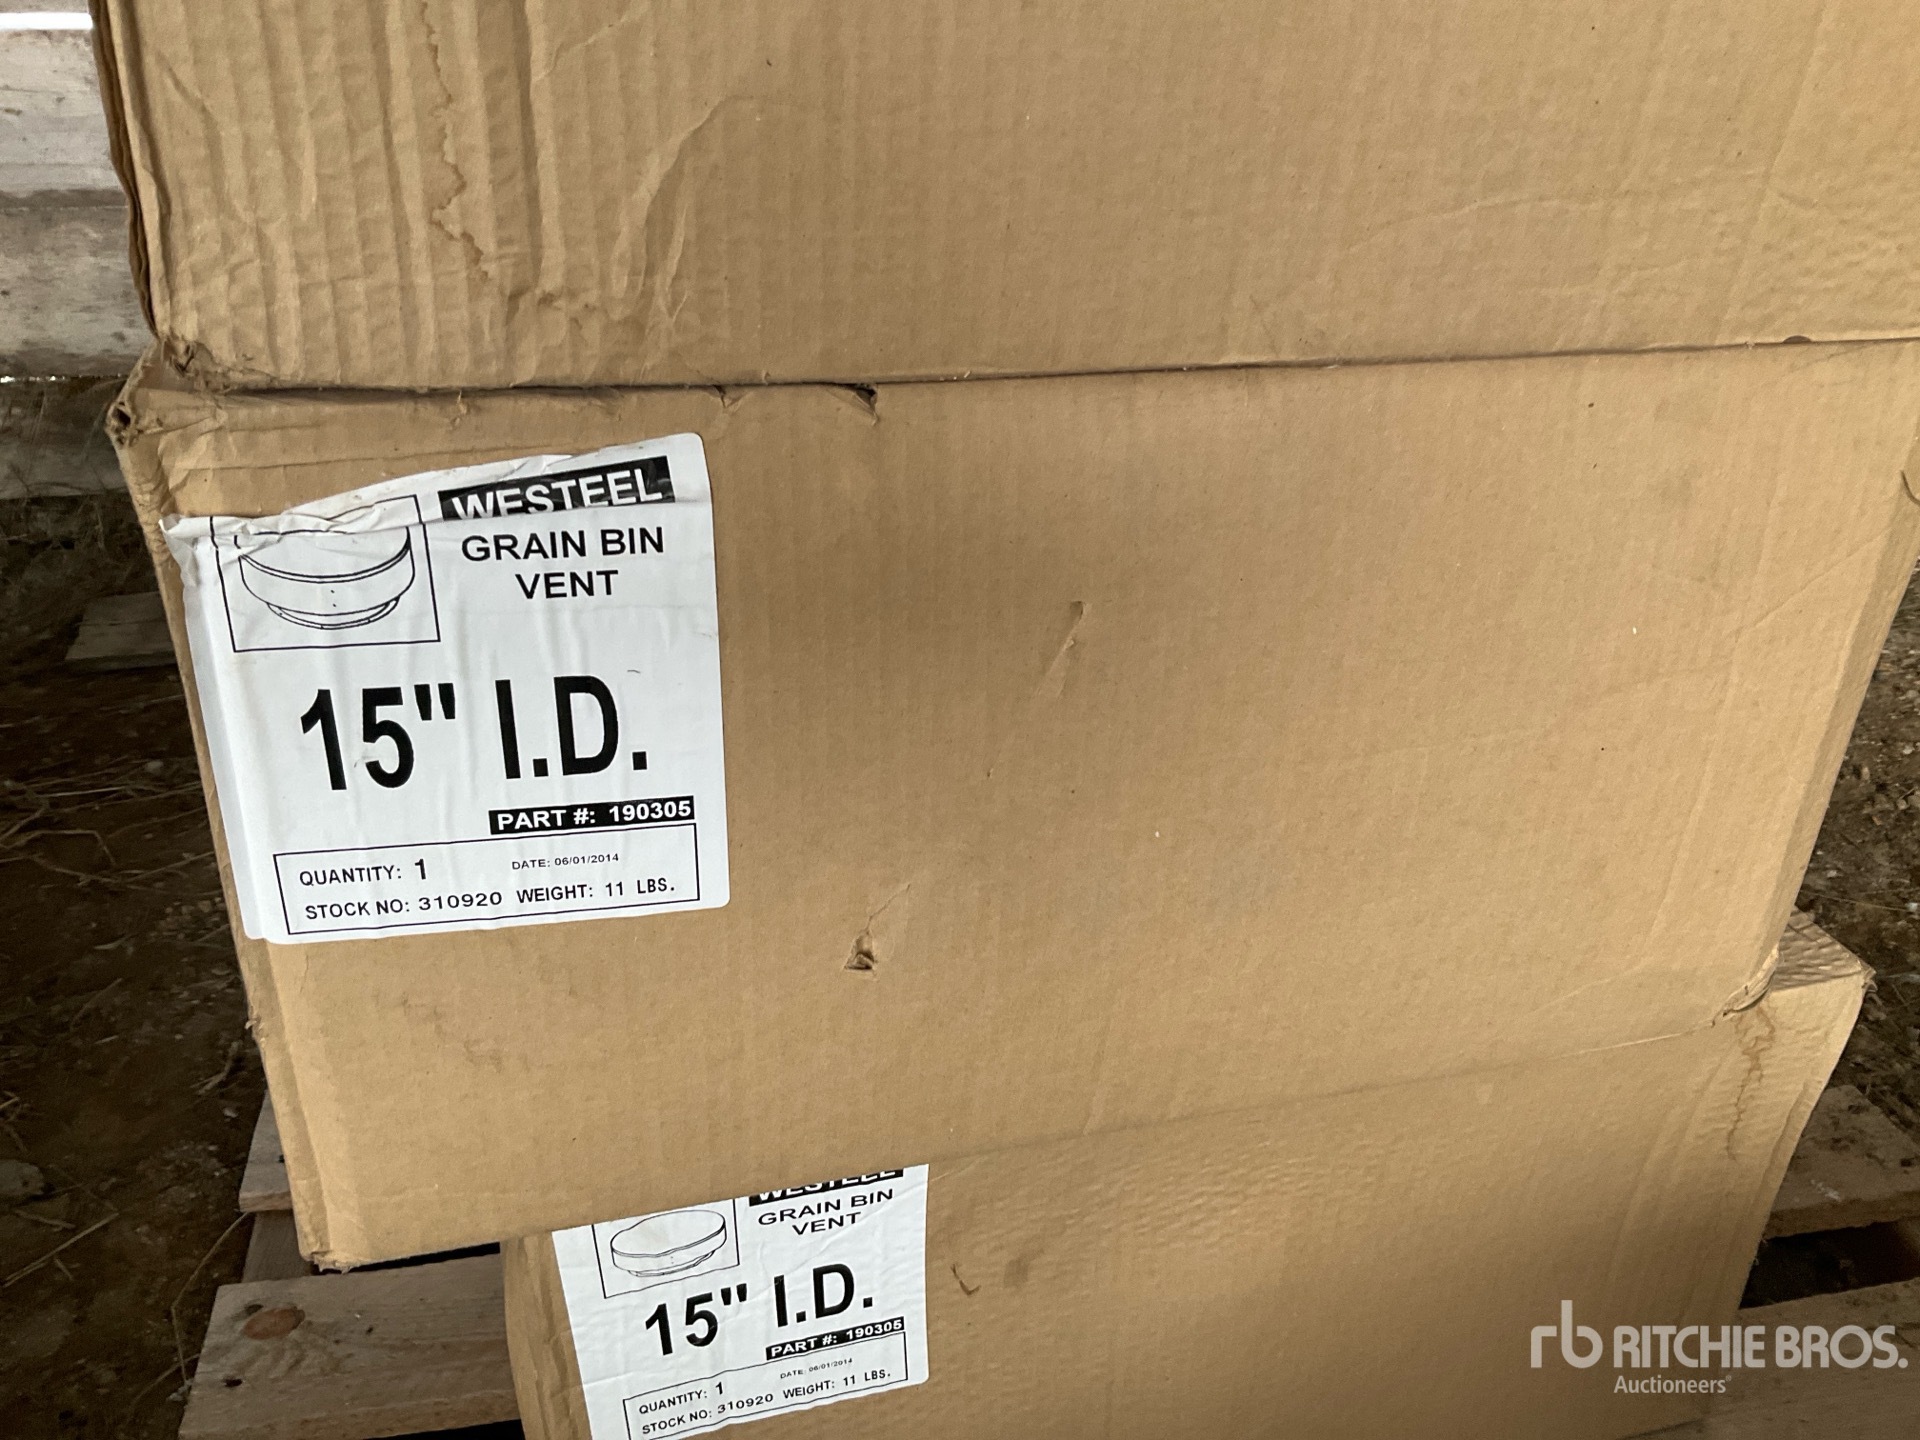 WESTEEL
GRAIN BIN
VENT
15" I.D.
PART #: 190305
QUANTITY: 1 DATE: 06/01/2014
STOCK NO: 310920 WEIGHT: 11 LBS.
WESTEEL
GRAIN BIN
VENT
15" I.D.
PART #: 190305
QUANTITY: 1 DATE: 06/01/2014
STOCK NO: 310920 WEIGHT: 11 LBS.
rb RITCHIE BROS.
Auctioneers